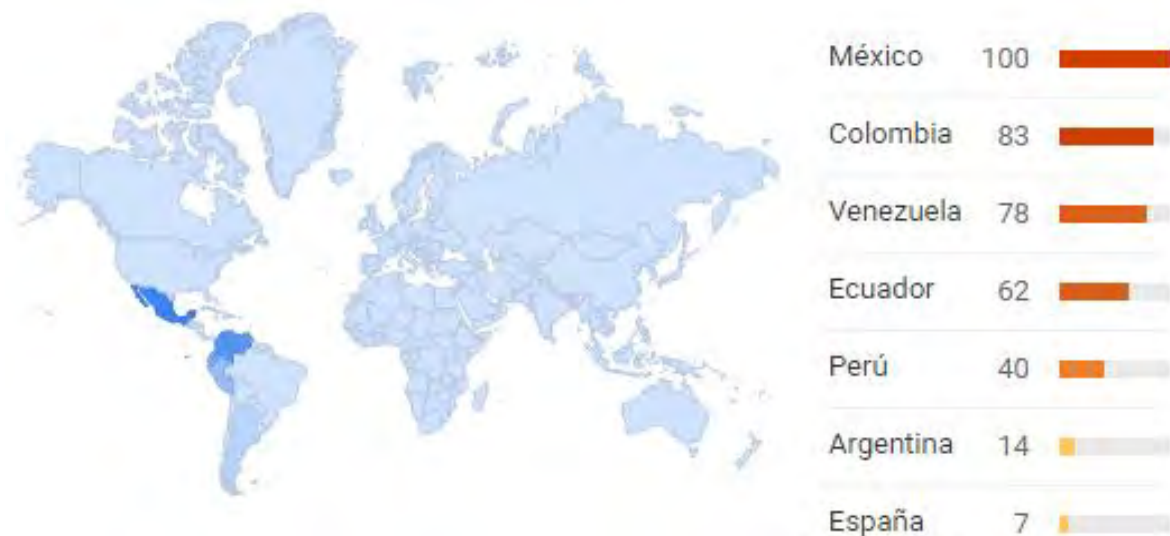 México 100
Colombia 83
Venezuela 78
Ecuador 62
Perú 40
Argentina 14
España 7